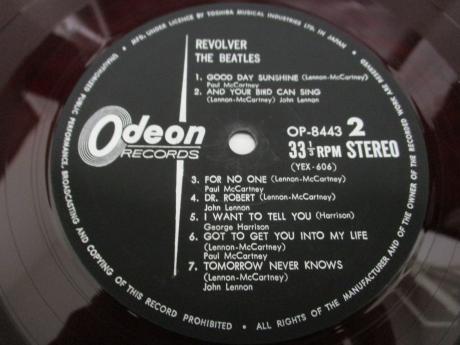 • MFD. UNDER LICENCE BY TOSHIBA MUSICAL INDUSTRIES LTD. IN JAPAN •
REVOLVER
THE BEATLES
1. GOOD DAY SUNSHINE (Lennon-McCartney)
Paul McCartney
2. AND YOUR BIRD CAN SING
(Lennon-McCartney) John Lennon
Odeon
RECORDS
OP-8443 2
33 1/3 RPM STEREO
(YEX-606)
3. FOR NO ONE (Lennon-McCartney)
Paul McCartney
4. DR. ROBERT (Lennon-McCartney)
John Lennon
5. I WANT TO TELL YOU (Harrison)
George Harrison
6. GOT TO GET YOU INTO MY LIFE
(Lennon-McCartney)
Paul McCartney
7. TOMORROW NEVER KNOWS
(Lennon-McCartney)
John Lennon
UNAUTHORIZED PUBLIC PERFORMANCE, BROADCASTING AND COPYING OF THIS RECORD PROHIBITED • ALL RIGHTS OF THE MANUFACTURER AND OF THE OWNER OF THE RECORDED WORK ARE RESERVED